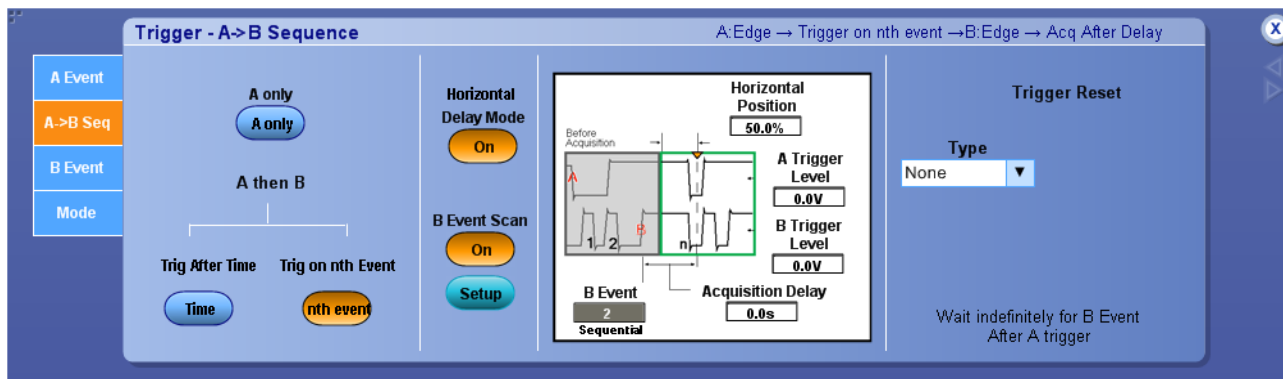 Trigger - A->B Sequence
A:Edge → Trigger on nth event →B:Edge → Acq After Delay
X
A Event
A->B Seq
B Event
Mode
A only
A only
A then B
Trig After Time
Time
Trig on nth Event
nth event
Horizontal
Delay Mode
On
B Event Scan
On
Setup
Horizontal
Position
50.0%
Before
Acquisition
A
B
1
2
n
A Trigger
Level
0.0V
B Trigger
Level
0.0V
B Event
2
Sequential
Acquisition Delay
0.0s
Trigger Reset
Type
None
Wait indefinitely for B Event
After A trigger